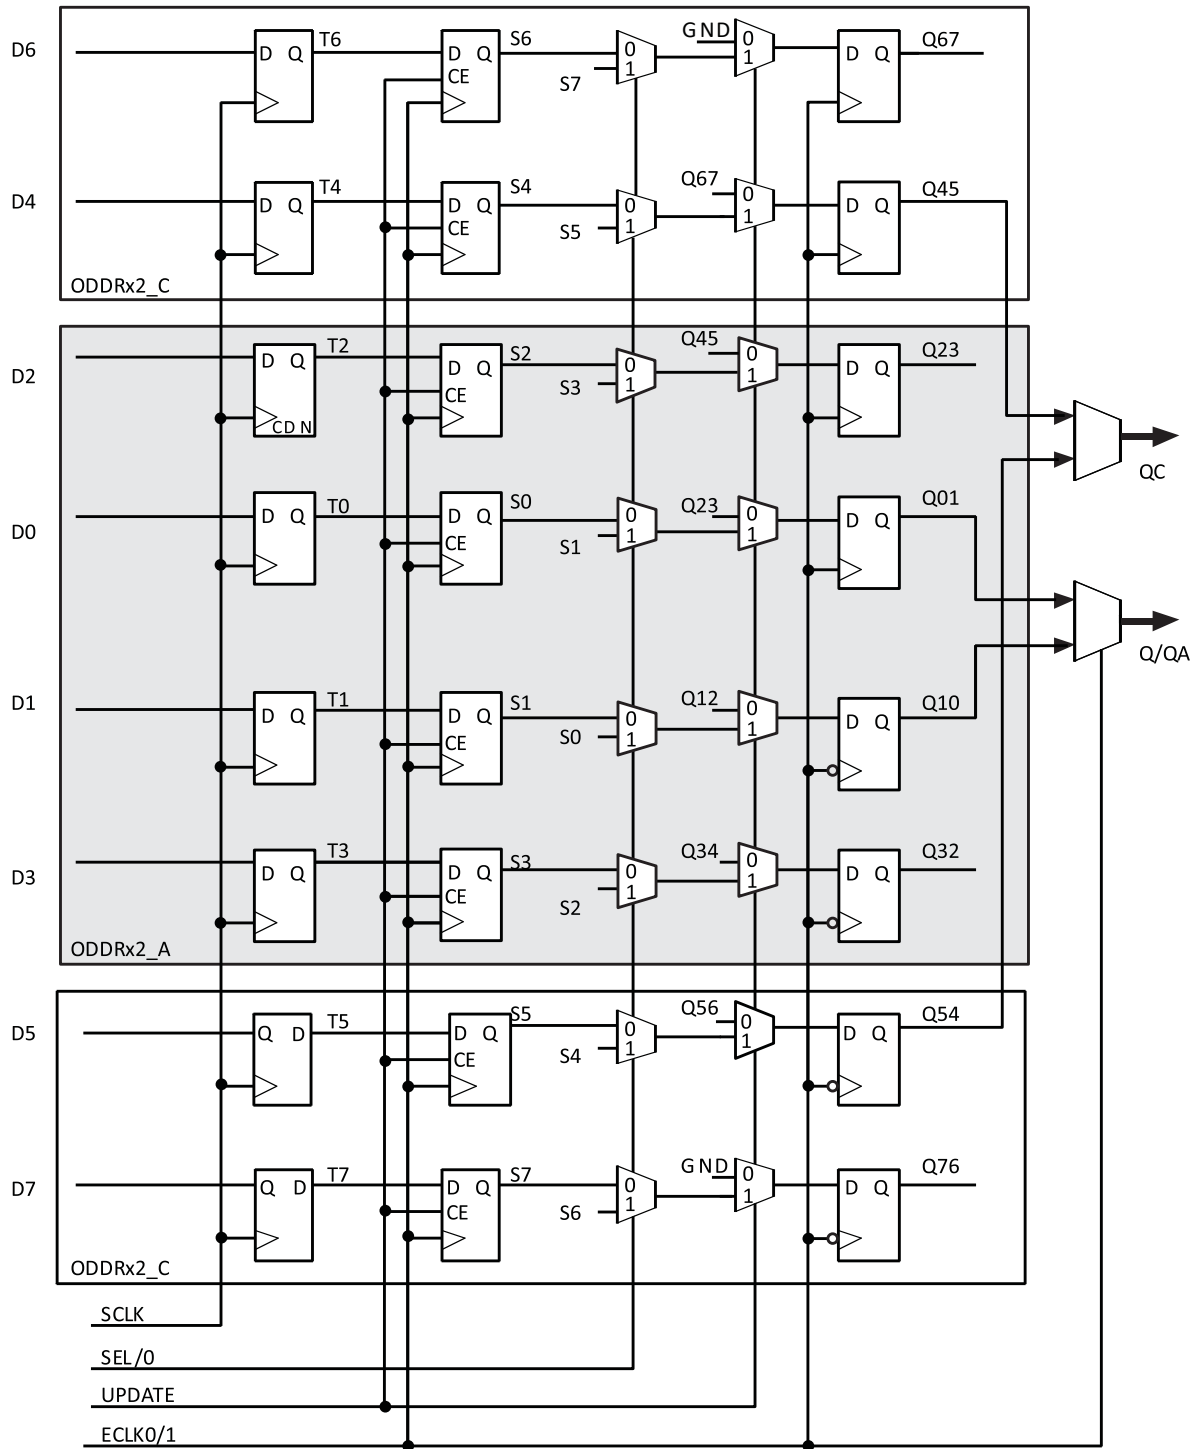 D6 D Q T6 D Q CE S6 0 1 S7 GND 0 1 D Q Q67
D4 D Q T4 D Q CE S4 0 1 S5 Q67 0 1 D Q Q45
ODDRx2_C
D2 D Q CD N T2 D Q CE S2 0 1 S3 Q45 0 1 D Q Q23
QC
D0 D Q T0 D Q CE S0 0 1 S1 Q23 0 1 D Q Q01
Q/QA
D1 D Q T1 D Q CE S1 0 1 S0 Q12 0 1 D Q Q10
D3 D Q T3 D Q CE S3 0 1 S2 Q34 0 1 D Q Q32
ODDRx2_A
D5 Q D T5 D Q CE S5 0 1 S4 Q56 0 1 D Q Q54
D7 Q D T7 D Q CE S7 0 1 S6 GND 0 1 D Q Q76
ODDRx2_C
SCLK
SEL/0
UPDATE
ECLK0/1